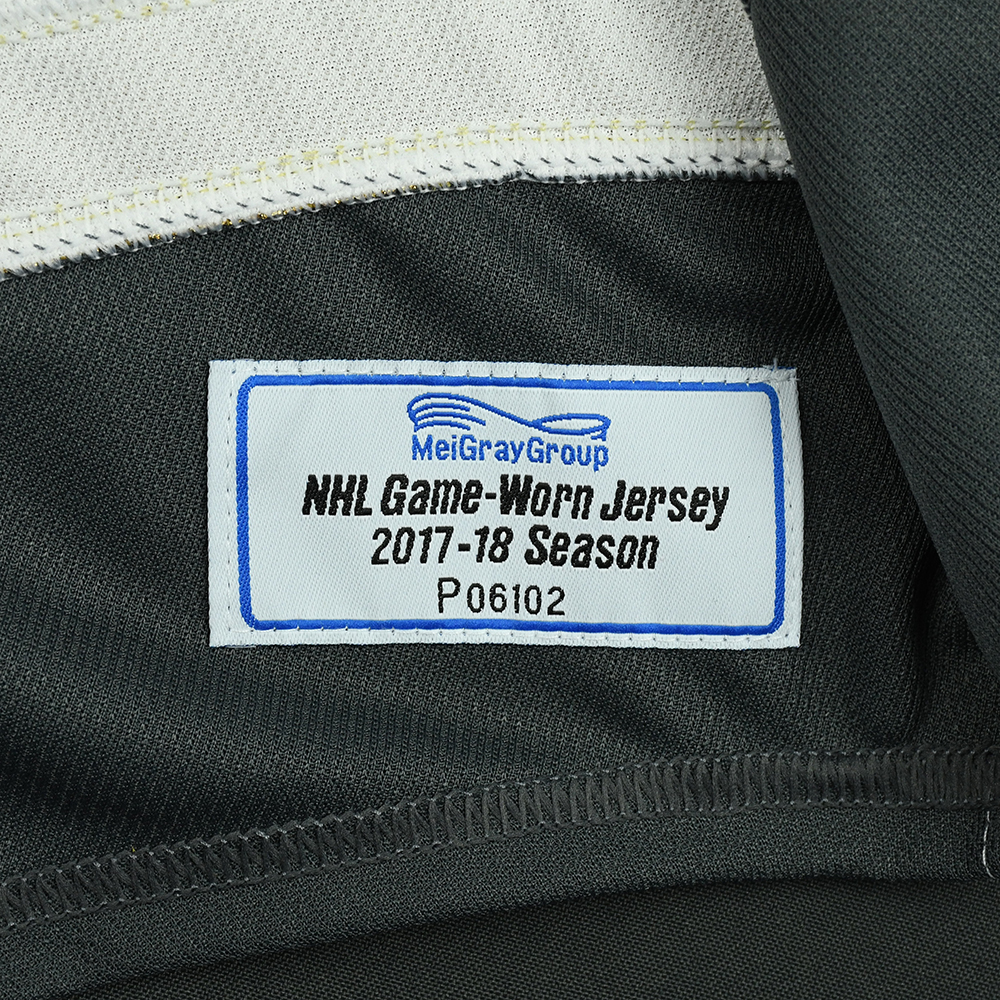 MeiGrayGroup
NHL Game-Worn Jersey
2017-18 Season
P06102